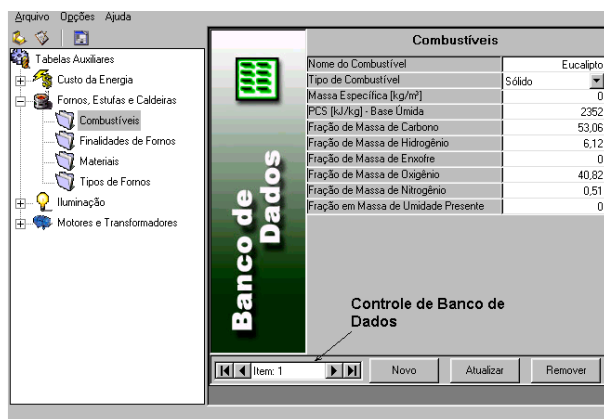 Arquivo Opções Ajuda
Tabelas Auxiliares
Custo da Energia
Fornos, Estufas e Caldeiras
Combustíveis
Finalidades de Fornos
Materiais
Tipos de Fornos
Iluminação
Motores e Transformadores
Banco de
Dados
Combustíveis
Nome do Combustível Eucalipto
Tipo de Combustível Sólido
Massa Específica [kg/m³] 0
PCS [kJ/kg] - Base Úmida 2352
Fração de Massa de Carbono 53,06
Fração de Massa de Hidrogênio 6,12
Fração de Massa de Enxofre 0
Fração de Massa de Oxigênio 40,82
Fração de Massa de Nitrogênio 0,51
Fração em Massa de Umidade Presente 0
Controle de Banco de
Dados
Item: 1 Novo Atualizar Remover